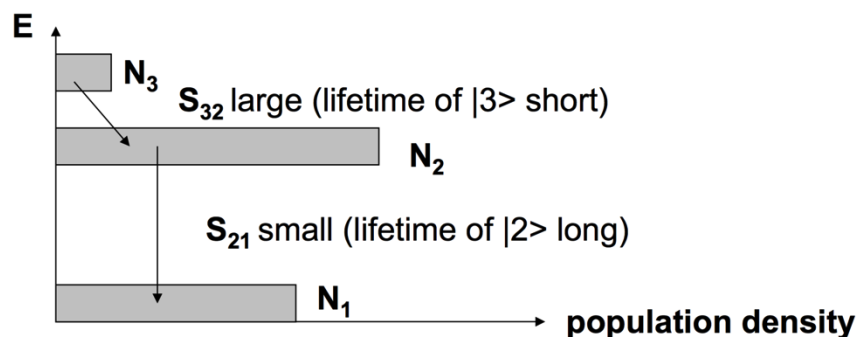 E
N₃
S₃₂ large (lifetime of |3> short)
N₂
S₂₁ small (lifetime of |2> long)
N₁
population density